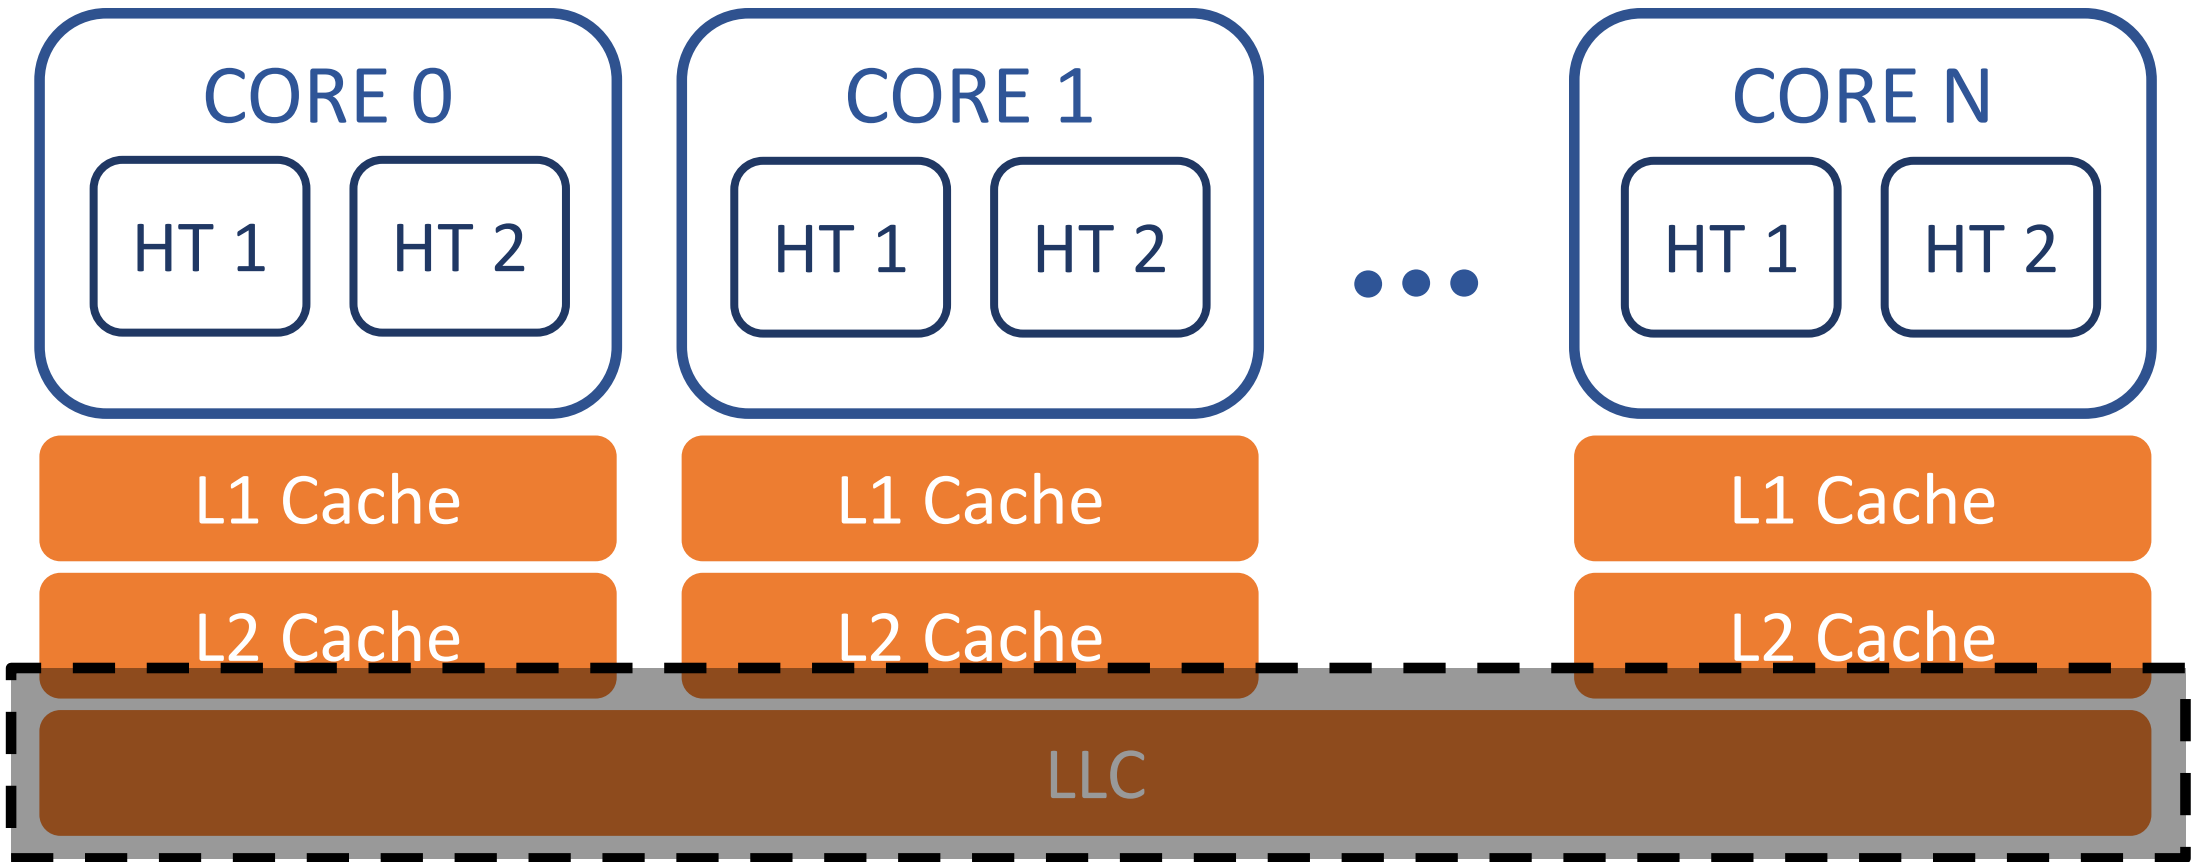 CORE 0
CORE 1
CORE N
HT 1
HT 2
HT 1
HT 2
HT 1
HT 2
L1 Cache
L1 Cache
L1 Cache
L2 Cache
L2 Cache
L2 Cache
LLC